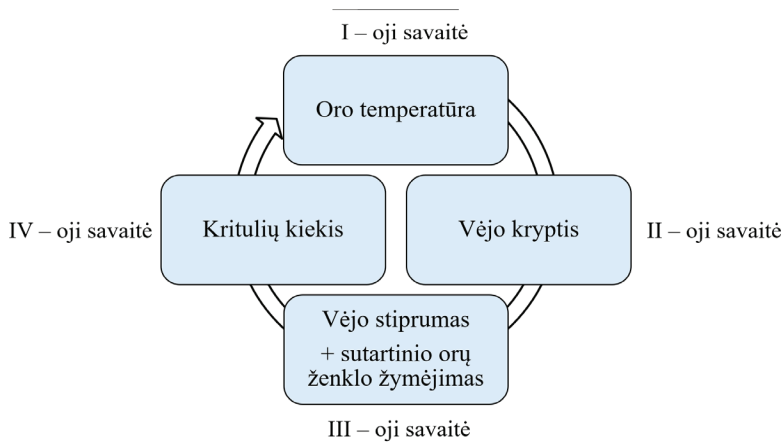 I – oji savaitė
Oro temperatūra
IV – oji savaitė
Kritulių kiekis
Vėjo kryptis
II – oji savaitė
Vėjo stiprumas
+ sutartinio orų
ženklo žymėjimas
III – oji savaitė